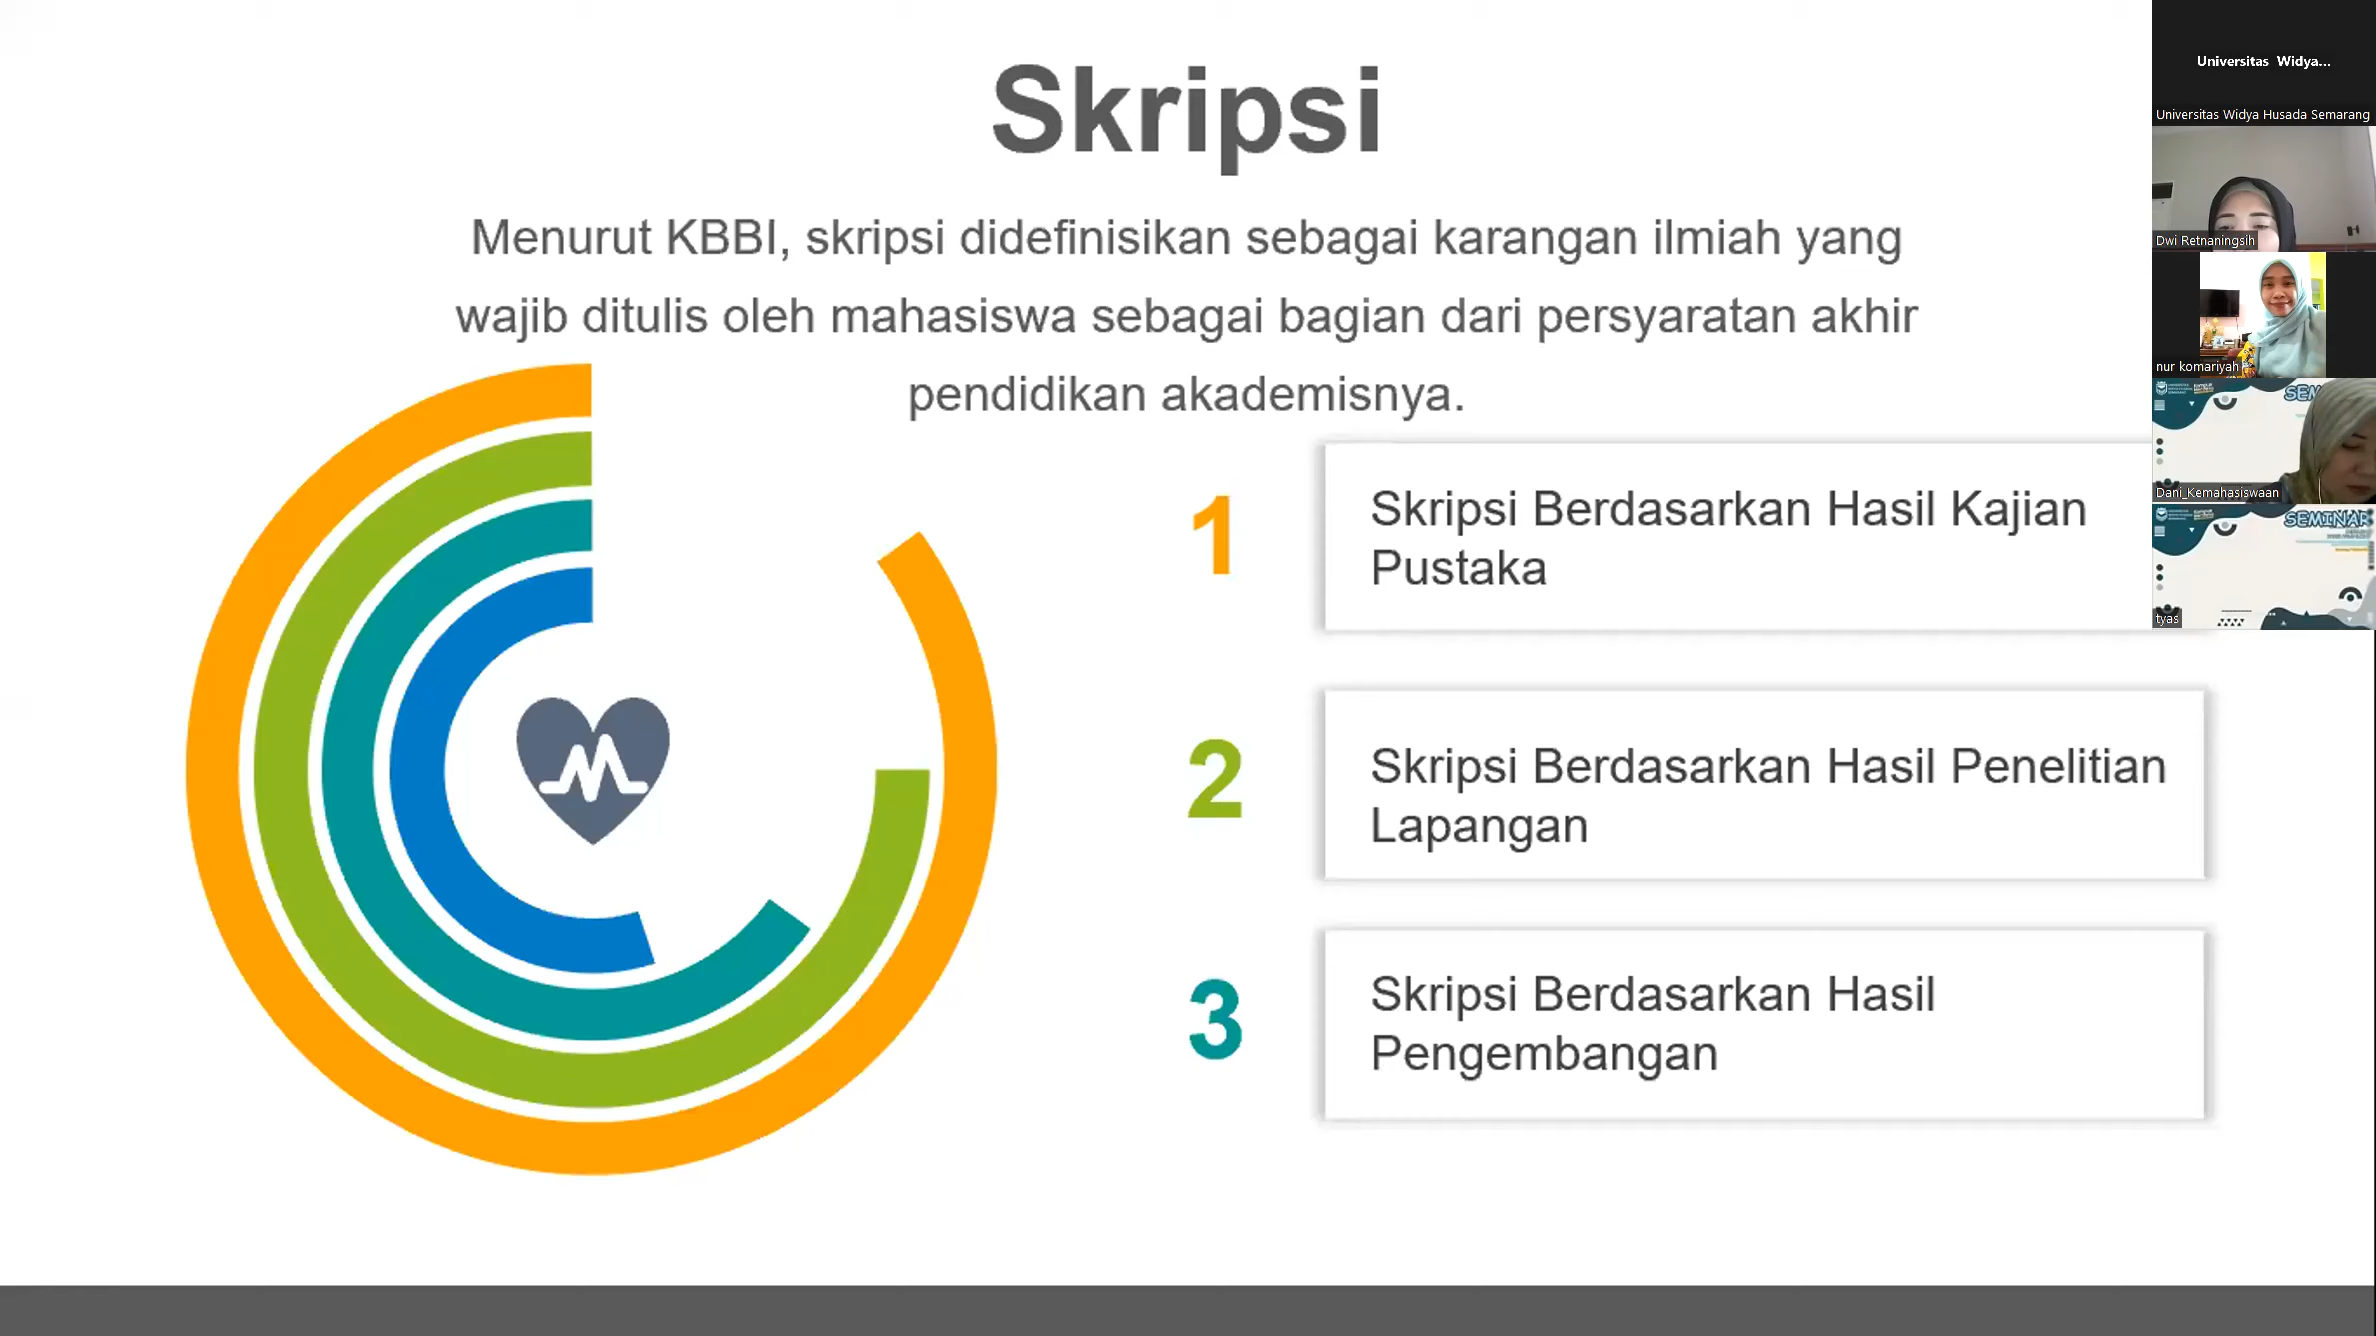 Skripsi
Menurut KBBI, skripsi didefinisikan sebagai karangan ilmiah yang
wajib ditulis oleh mahasiswa sebagai bagian dari persyaratan akhir
pendidikan akademisnya.
1
Skripsi Berdasarkan Hasil Kajian
Pustaka
2
Skripsi Berdasarkan Hasil Penelitian
Lapangan
3
Skripsi Berdasarkan Hasil
Pengembangan
Universitas Widya...
Universitas Widya Husada Semarang
Dwi Retnaningsih
nur komariyah
SEM
Dani_Kemahasiswaan
SEMINAR
tyas